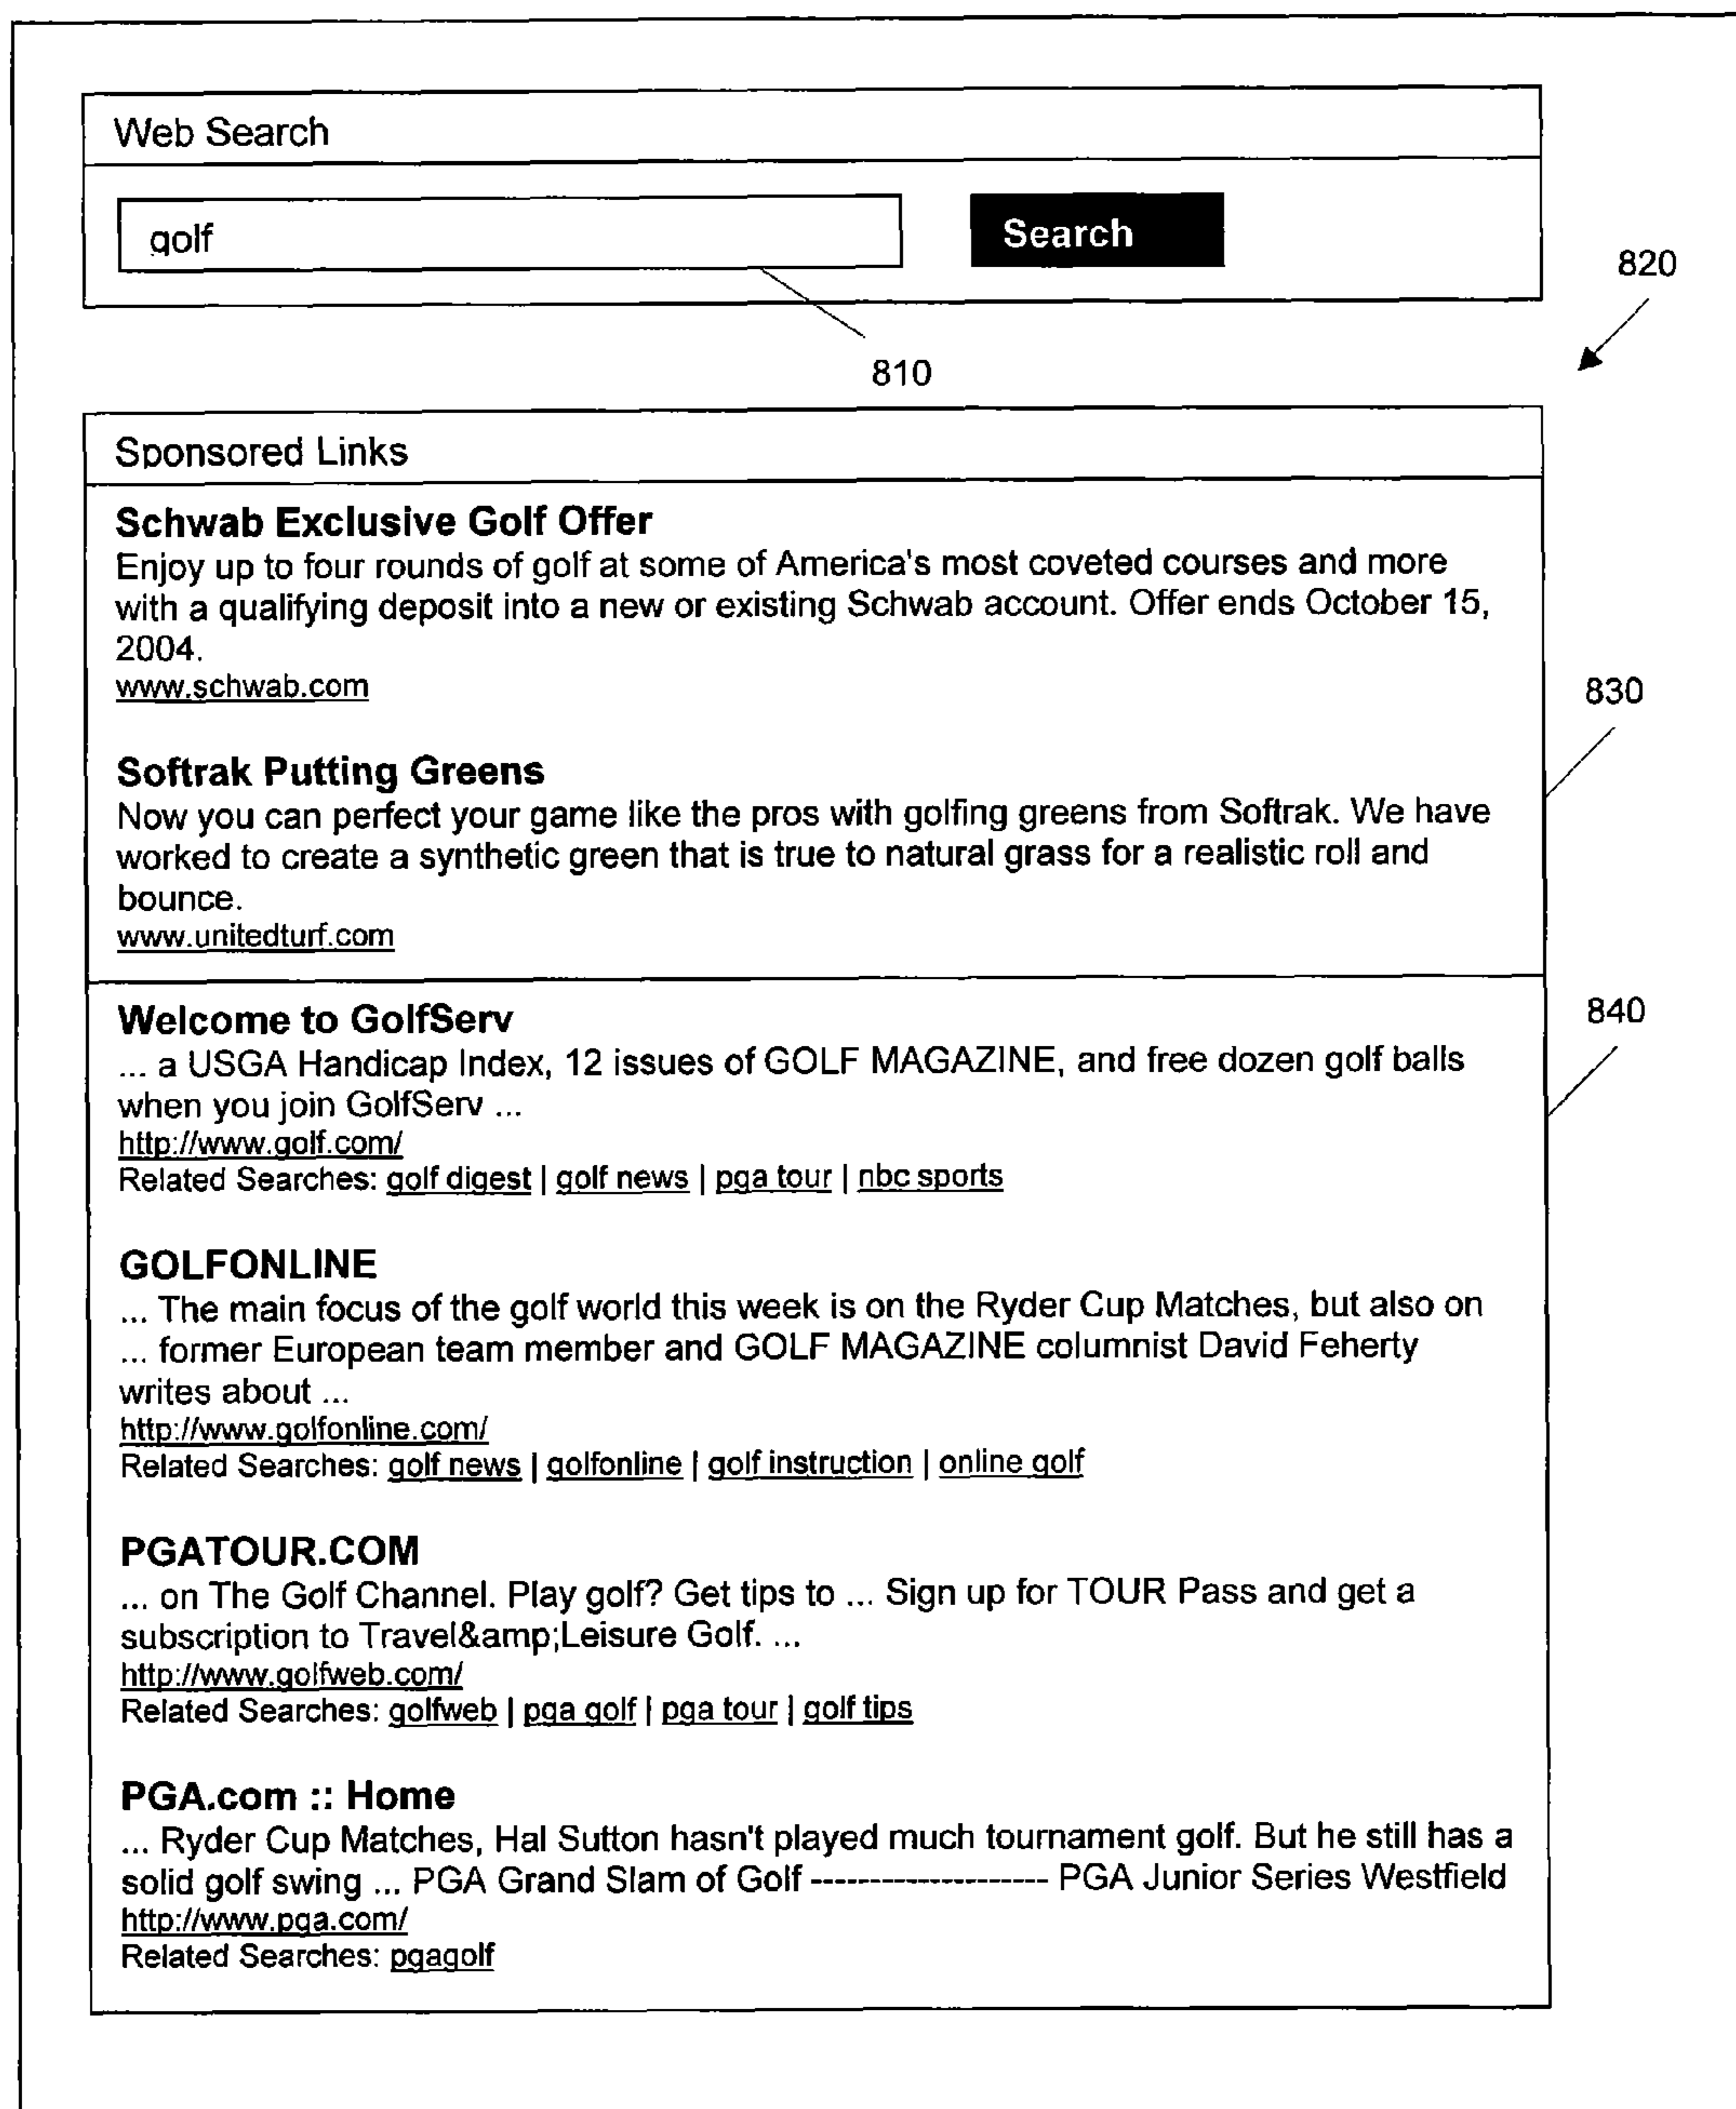 Web Search
golf
Search
820
810
Sponsored Links
Schwab Exclusive Golf Offer
Enjoy up to four rounds of golf at some of America's most coveted courses and more
with a qualifying deposit into a new or existing Schwab account. Offer ends October 15,
2004.
www.schwab.com
830
Softrak Putting Greens
Now you can perfect your game like the pros with golfing greens from Softrak. We have
worked to create a synthetic green that is true to natural grass for a realistic roll and
bounce.
www.unitedturf.com
840
Welcome to GolfServ
... a USGA Handicap Index, 12 issues of GOLF MAGAZINE, and free dozen golf balls
when you join GolfServ ...
http://www.golf.com/
Related Searches: golf digest | golf news | pga tour | nbc sports
GOLFONLINE
... The main focus of the golf world this week is on the Ryder Cup Matches, but also on
... former European team member and GOLF MAGAZINE columnist David Feherty
writes about ...
http://www.golfonline.com/
Related Searches: golf news | golfonline | golf instruction | online golf
PGATOUR.COM
... on The Golf Channel. Play golf? Get tips to ... Sign up for TOUR Pass and get a
subscription to Travel&amp;Leisure Golf. ...
http://www.golfweb.com/
Related Searches: golfweb | pga golf | pga tour | golf tips
PGA.com :: Home
... Ryder Cup Matches, Hal Sutton hasn't played much tournament golf. But he still has a
solid golf swing ... PGA Grand Slam of Golf -------------------- PGA Junior Series Westfield
http://www.pga.com/
Related Searches: pgagolf